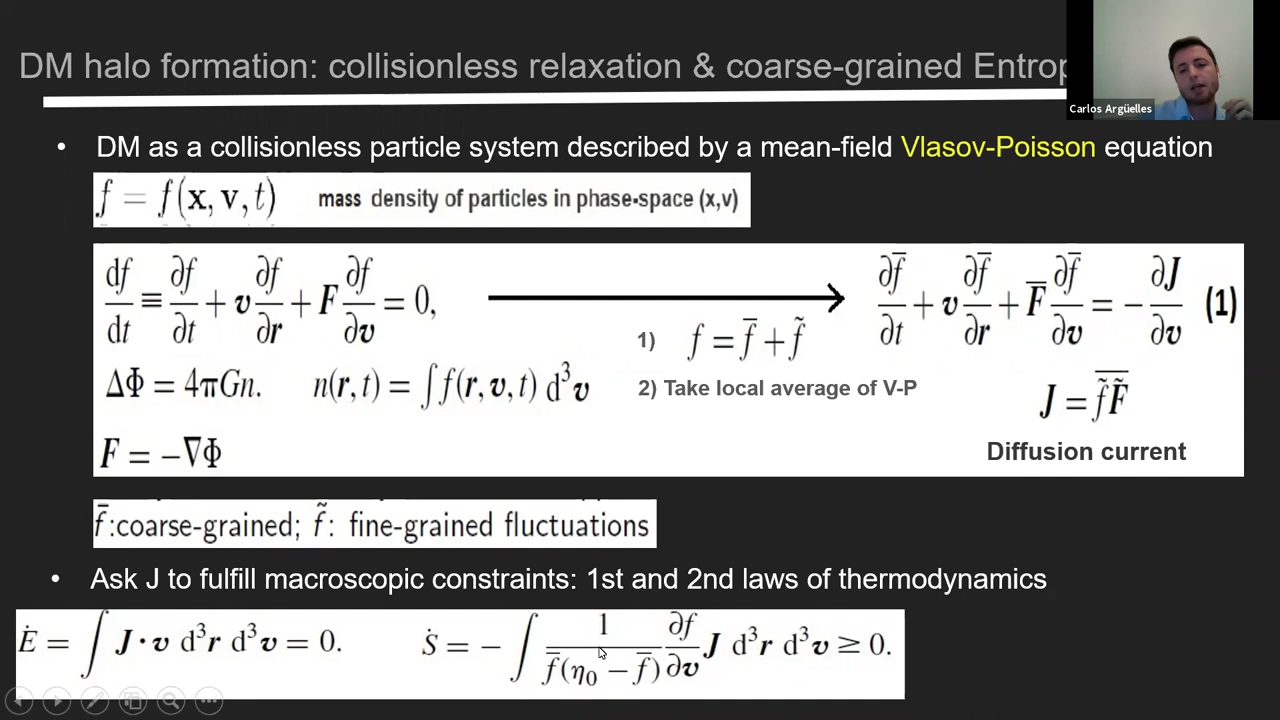 DM halo formation: collisionless relaxation & coarse-grained Entrop
Carlos Argüelles
• DM as a collisionless particle system described by a mean-field Vlasov-Poisson equation
f = f(x, v, t) mass density of particles in phase-space (x,v)
df/dt ≡ ∂f/∂t + v ∂f/∂r + F ∂f/∂v = 0,
∂f̄/∂t + v ∂f̄/∂r + F̄ ∂f̄/∂v = − ∂J/∂v (1)
1) f = f̄ + f̃
ΔΦ = 4πGn. n(r, t) = ∫ f(r, v, t) d³v
2) Take local average of V-P
J = \overline{f̃F̃}
F = −∇Φ
Diffusion current
f̄:coarse-grained; f̃: fine-grained fluctuations
• Ask J to fulfill macroscopic constraints: 1st and 2nd laws of thermodynamics
Ė = ∫ J · v d³r d³v = 0. Ṡ = − ∫ 1/(f̄(η₀ − f̄)) ∂f/∂v J d³r d³v ≥ 0.